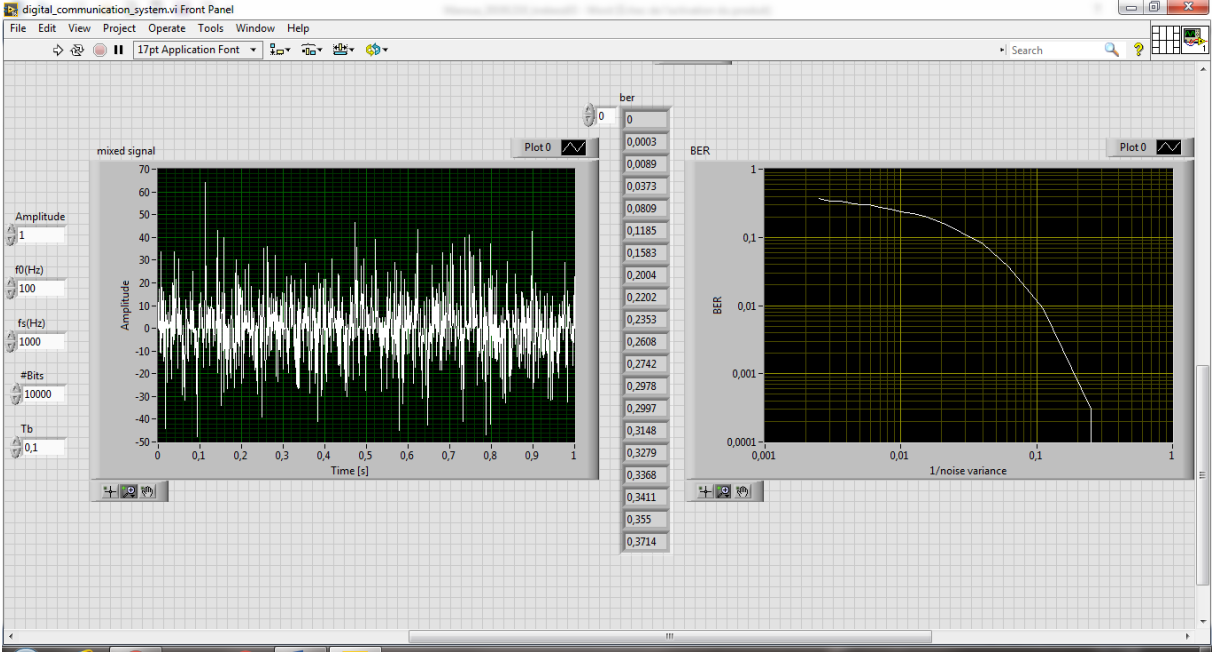 digital_communication_system.vi Front Panel
File Edit View Project Operate Tools Window Help
17pt Application Font
Search
1
ber
0
0
0,0003
0,0089
0,0373
0,0809
0,1185
0,1583
0,2004
0,2202
0,2353
0,2608
0,2742
0,2978
0,2997
0,3148
0,3279
0,3368
0,3411
0,355
0,3714
Amplitude
1
f0(Hz)
100
fs(Hz)
1000
#Bits
10000
Tb
0,1
mixed signal
Plot 0
Amplitude
70
60
50
40
30
20
10
0
-10
-20
-30
-40
-50
0 0,1 0,2 0,3 0,4 0,5 0,6 0,7 0,8 0,9 1
Time [s]
BER
Plot 0
BER
1
0,1
0,01
0,001
0,0001
0,001 0,01 0,1 1
1/noise variance